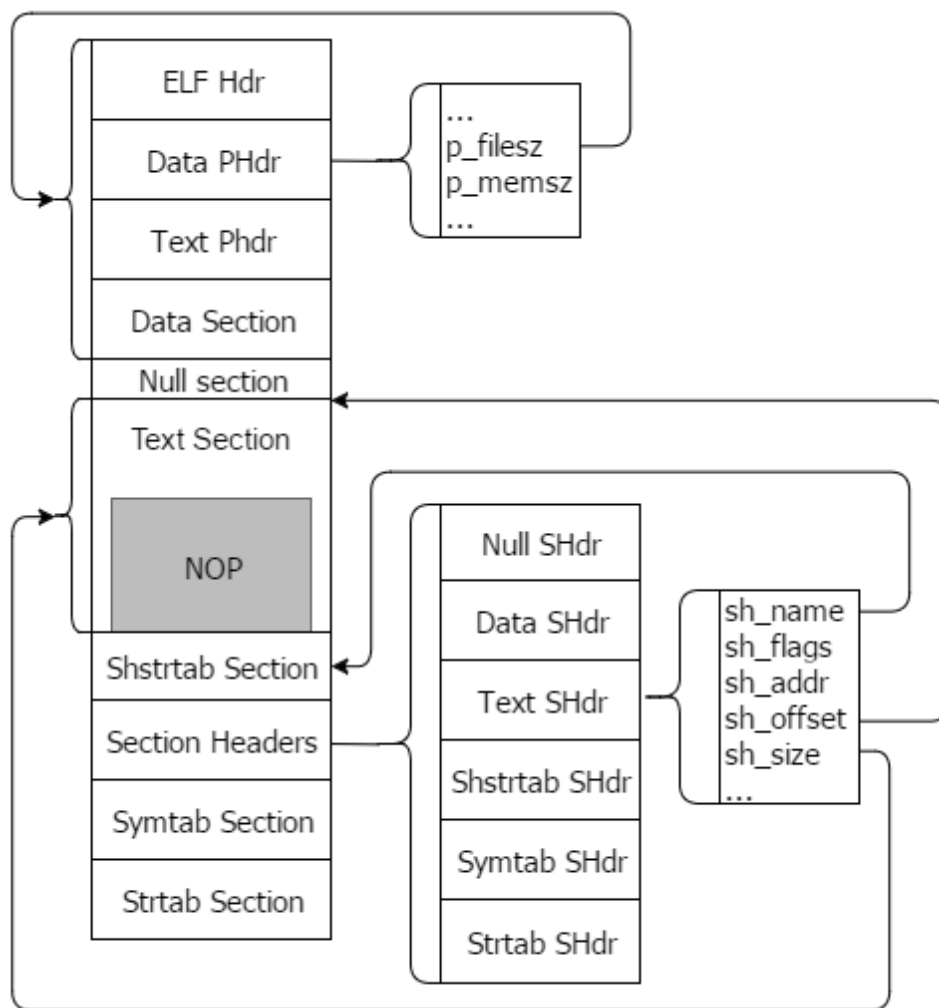 ELF Hdr
Data PHdr
Text Phdr
Data Section
Null section
Text Section
NOP
Shstrtab Section
Section Headers
Symtab Section
Strtab Section
...
p_filesz
p_memsz
...
Null SHdr
Data SHdr
Text SHdr
Shstrtab SHdr
Symtab SHdr
Strtab SHdr
sh_name
sh_flags
sh_addr
sh_offset
sh_size
...